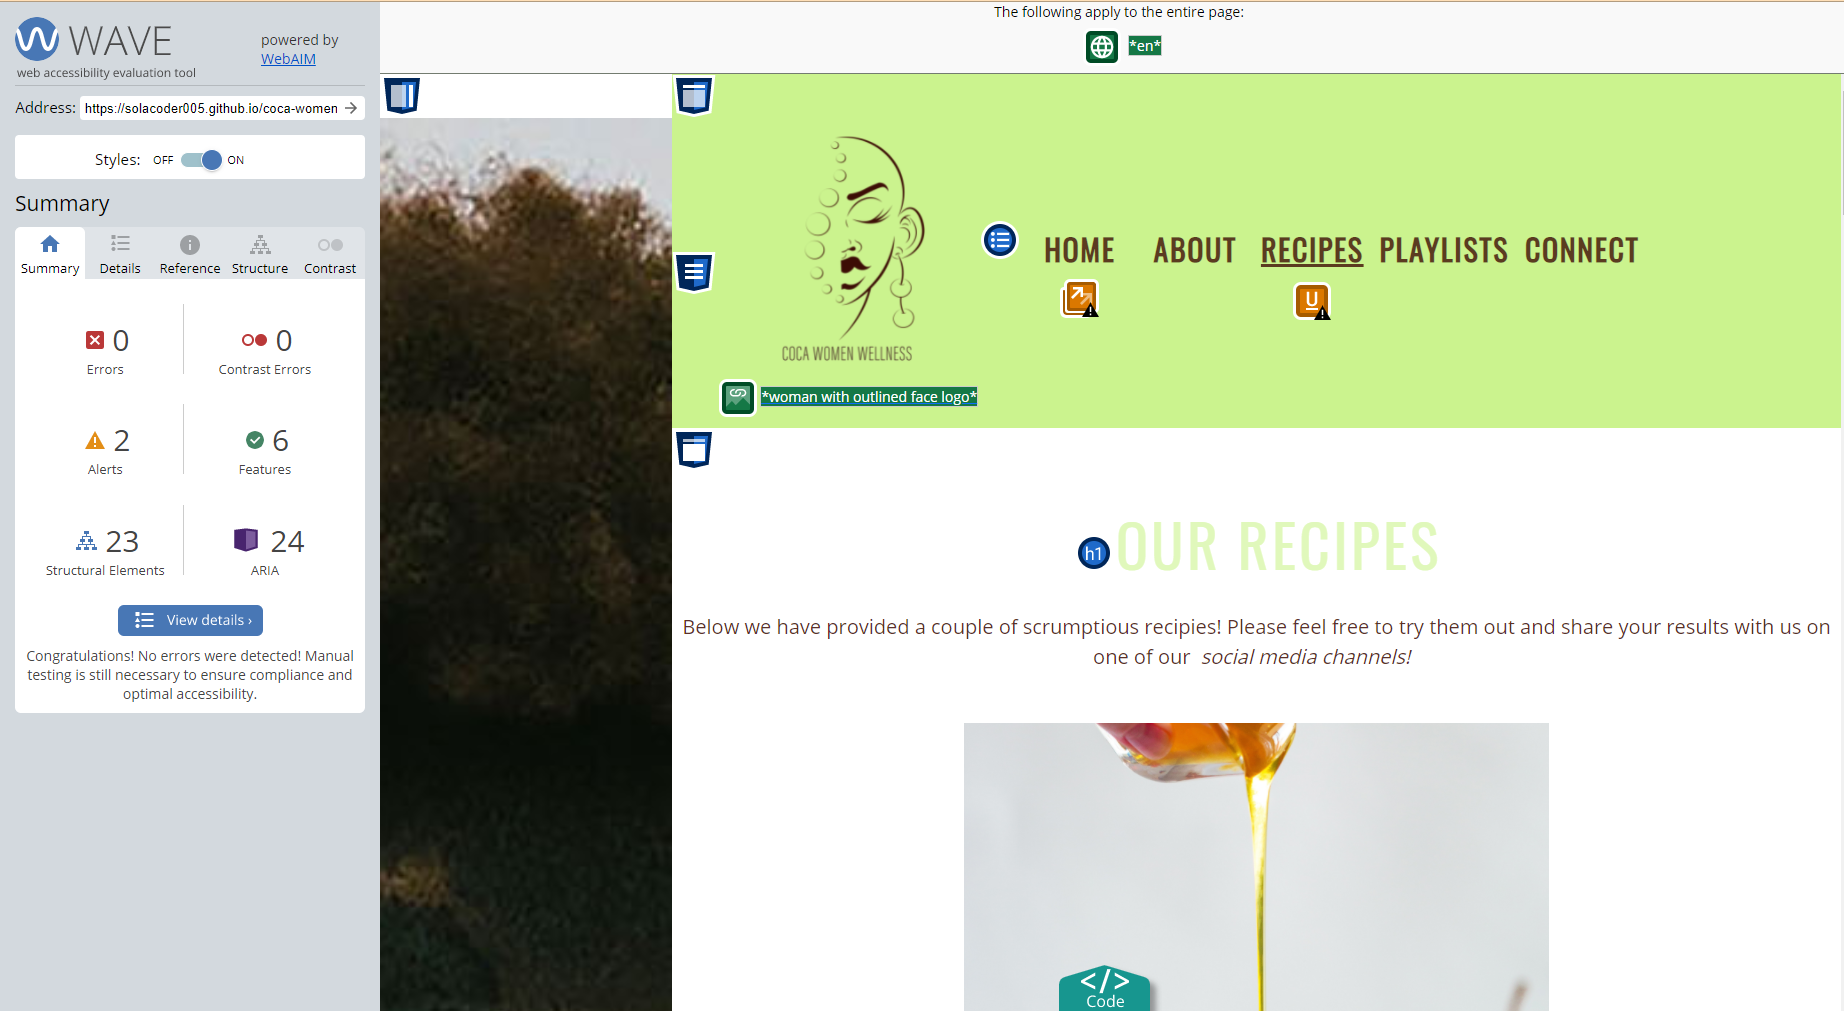 WAVE
web accessibility evaluation tool
powered by
WebAIM
Address: https://solacoder005.github.io/coca-women
Styles: OFF ON
Summary
Summary Details Reference Structure Contrast
0
Errors
0
Contrast Errors
2
Alerts
6
Features
23
Structural Elements
24
ARIA
View details ›
Congratulations! No errors were detected! Manual
testing is still necessary to ensure compliance and
optimal accessibility.
The following apply to the entire page:
*en*
COCA WOMEN WELLNESS
HOME ABOUT RECIPES PLAYLISTS CONNECT
U
*woman with outlined face logo*
h1 OUR RECIPES
Below we have provided a couple of scrumptious recipies! Please feel free to try them out and share your results with us on
one of our social media channels!
</>
Code